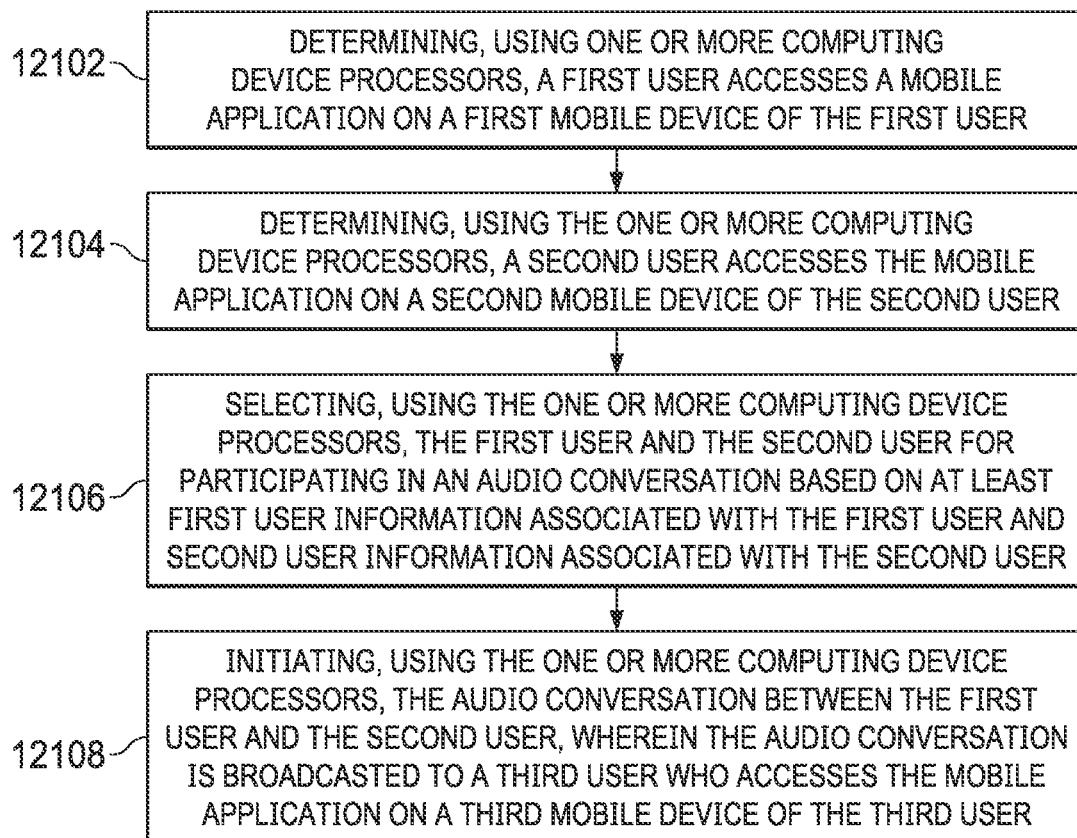 DETERMINING, USING ONE OR MORE COMPUTING
12102
DEVICE PROCESSORS, A FIRST USER ACCESSES A MOBILE
APPLICATION ON A FIRST MOBILE DEVICE OF THE FIRST USER
DETERMINING, USING THE ONE OR MORE COMPUTING
12104
DEVICE PROCESSORS, A SECOND USER ACCESSES THE MOBILE
APPLICATION ON A SECOND MOBILE DEVICE OF THE SECOND USER
SELECTING, USING THE ONE OR MORE COMPUTING DEVICE
PROCESSORS, THE FIRST USER AND THE SECOND USER FOR
12106
PARTICIPATING IN AN AUDIO CONVERSATION BASED ON AT LEAST
FIRST USER INFORMATION ASSOCIATED WITH THE FIRST USER AND
SECOND USER INFORMATION ASSOCIATED WITH THE SECOND USER
INITIATING, USING THE ONE OR MORE COMPUTING DEVICE
PROCESSORS, THE AUDIO CONVERSATION BETWEEN THE FIRST
12108
USER AND THE SECOND USER, WHEREIN THE AUDIO CONVERSATION
IS BROADCASTED TO A THIRD USER WHO ACCESSES THE MOBILE
APPLICATION ON A THIRD MOBILE DEVICE OF THE THIRD USER